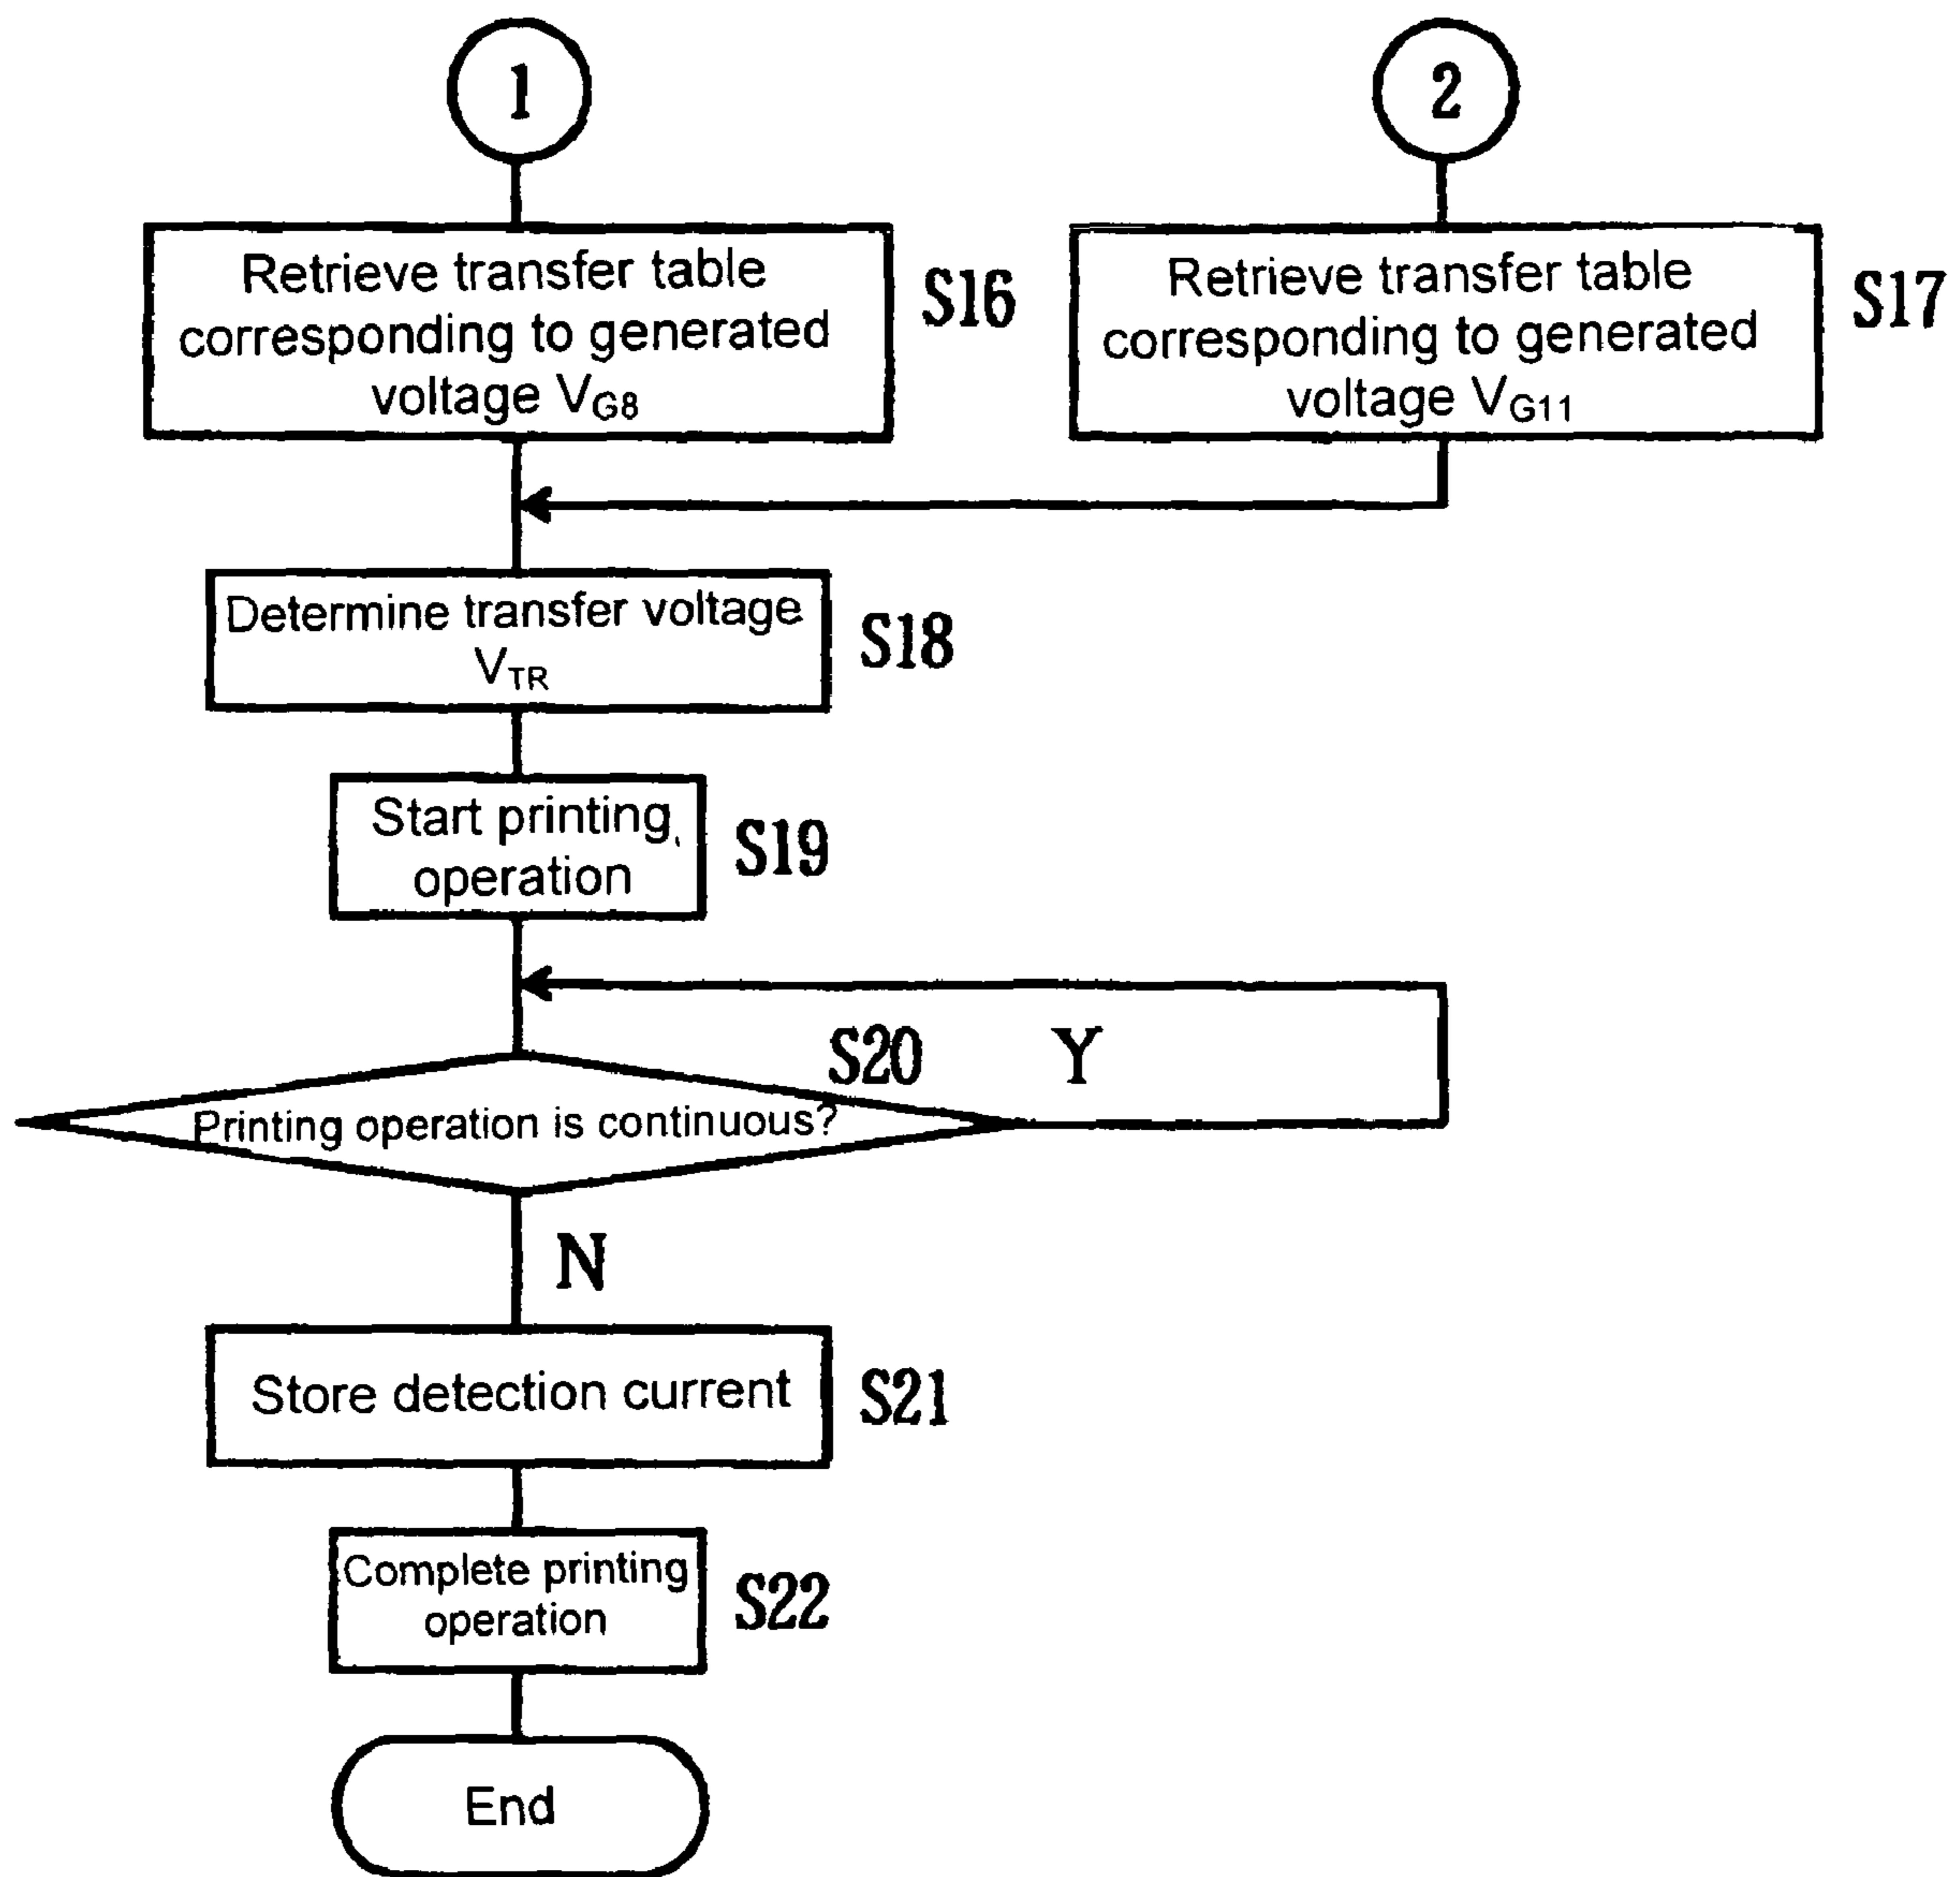 1
2
Retrieve transfer table
corresponding to generated
voltage VG8
S16
Retrieve transfer table
corresponding to generated
voltage VG11
S17
Determine transfer voltage
VTR
S18
Start printing
operation
S19
S20
Y
Printing operation is continuous?
N
Store detection current
S21
Complete printing
operation
S22
End